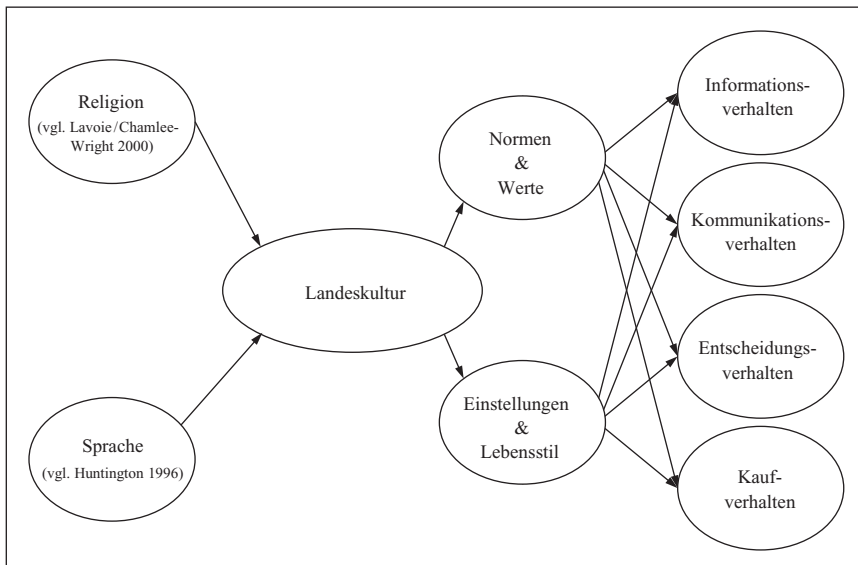 Religion
(vgl. Lavoie/Chamlee-
Wright 2000)
Sprache
(vgl. Huntington 1996)
Landeskultur
Normen
&
Werte
Einstellungen
&
Lebensstil
Informations-
verhalten
Kommunikations-
verhalten
Entscheidungs-
verhalten
Kauf-
verhalten